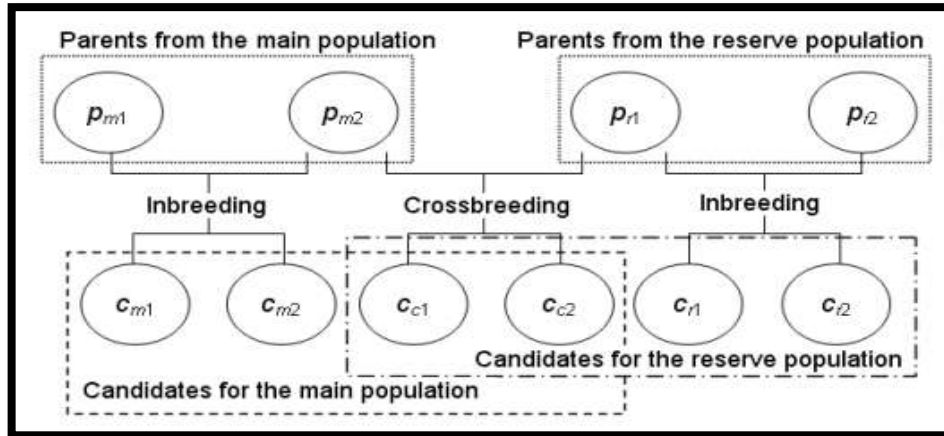 Parents from the main population
Parents from the reserve population
pm1
pm2
pr1
pr2
Inbreeding
Crossbreeding
Inbreeding
cm1
cm2
cc1
cc2
cr1
cr2
Candidates for the reserve population
Candidates for the main population